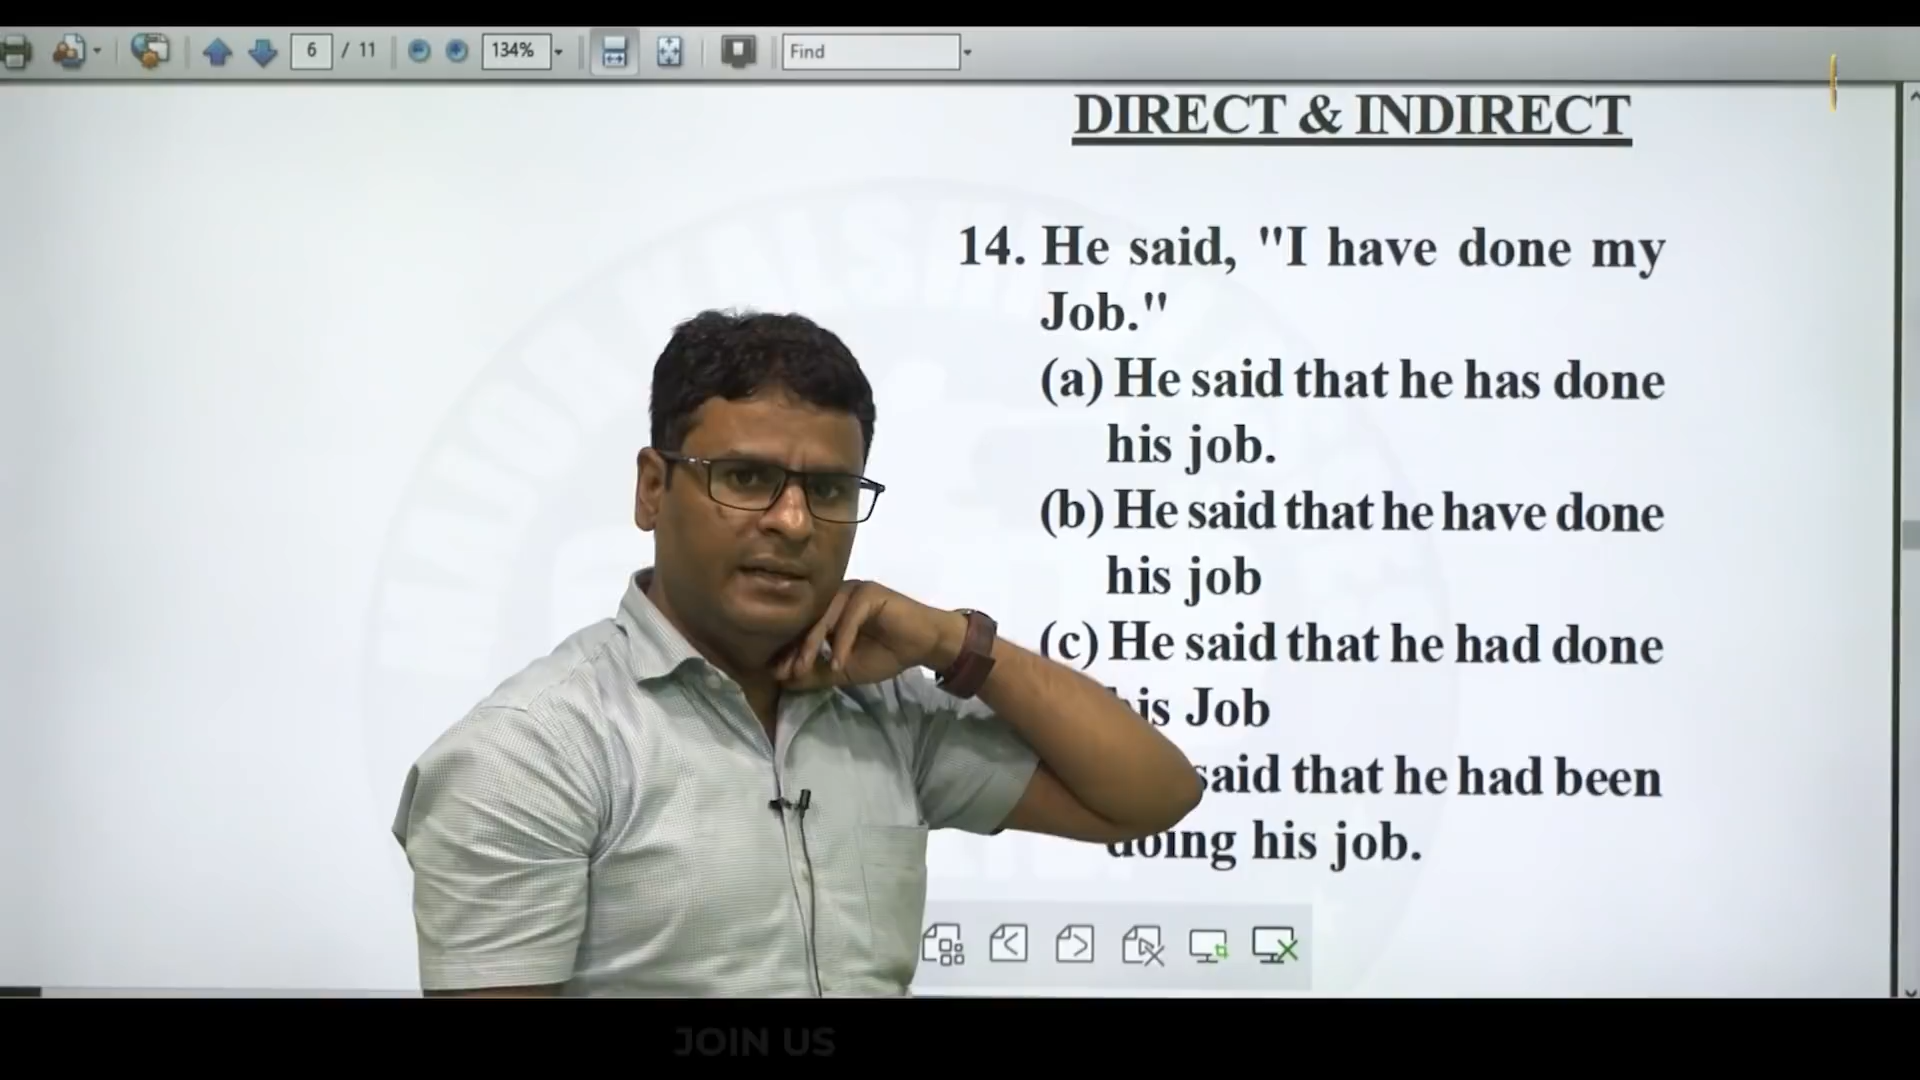 6 / 11 134% Find
DIRECT & INDIRECT
14. He said, "I have done my
Job."
(a) He said that he has done
his job.
(b) He said that he have done
his job
(c) He said that he had done
Job
said that he had been
doing his job.
JOIN US